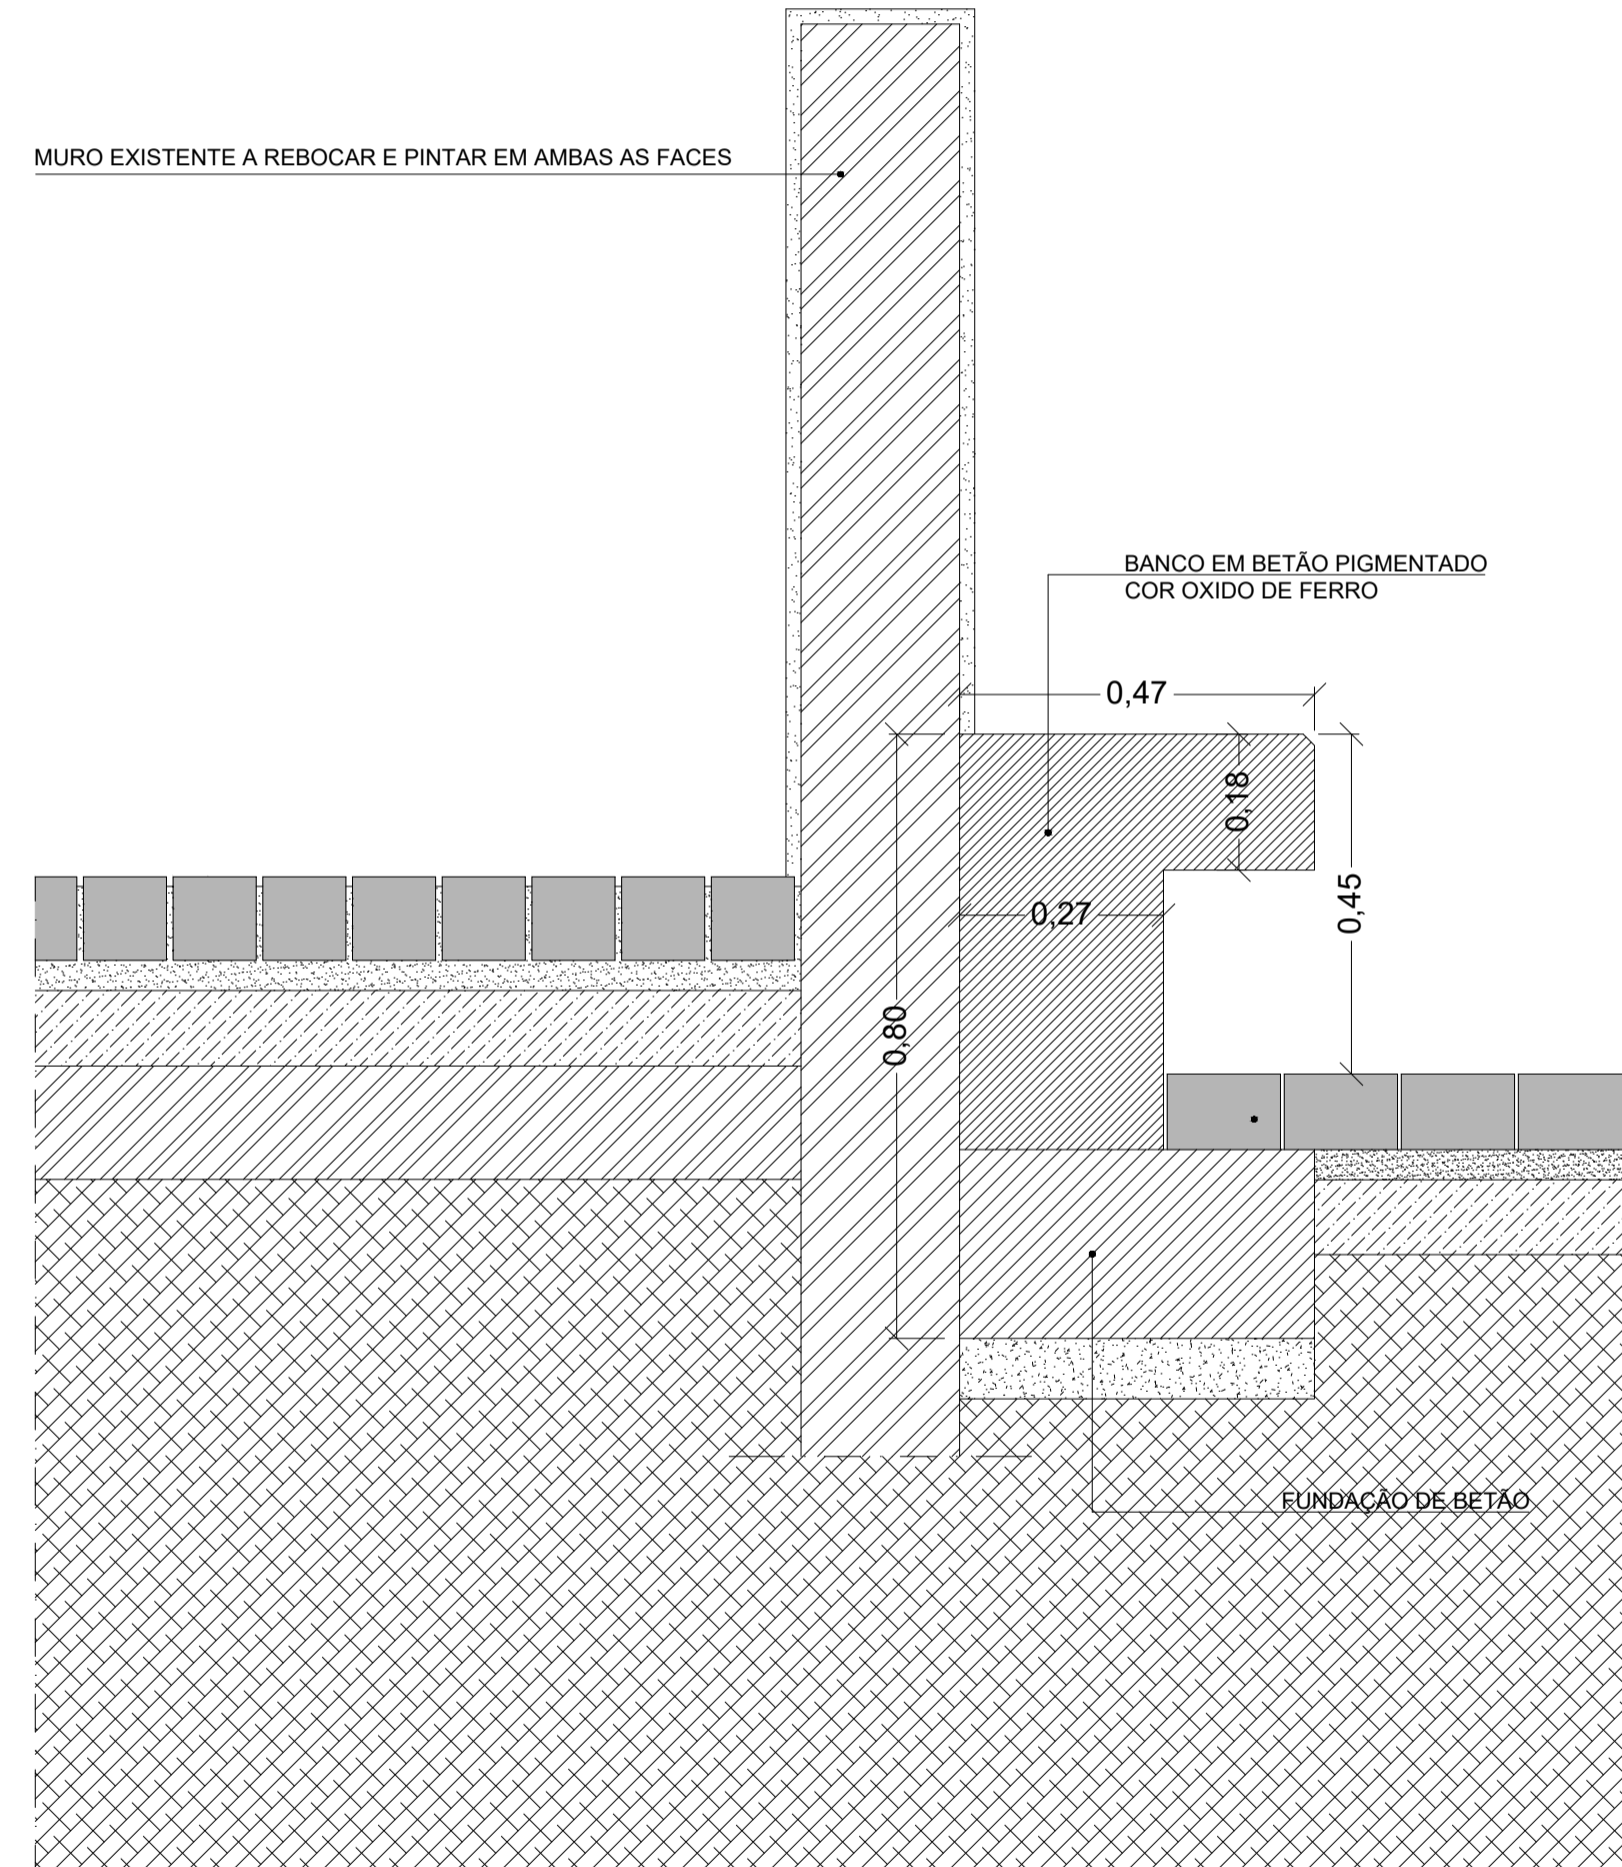 MURO EXISTENTE A REBOCAR E PINTAR EM AMBAS AS FACES
BANCO EM BETÃO PIGMENTADO
COR OXIDO DE FERRO
0,47
0,18
0,45
0,27
0,80
FUNDAÇÃO DE BETÃO